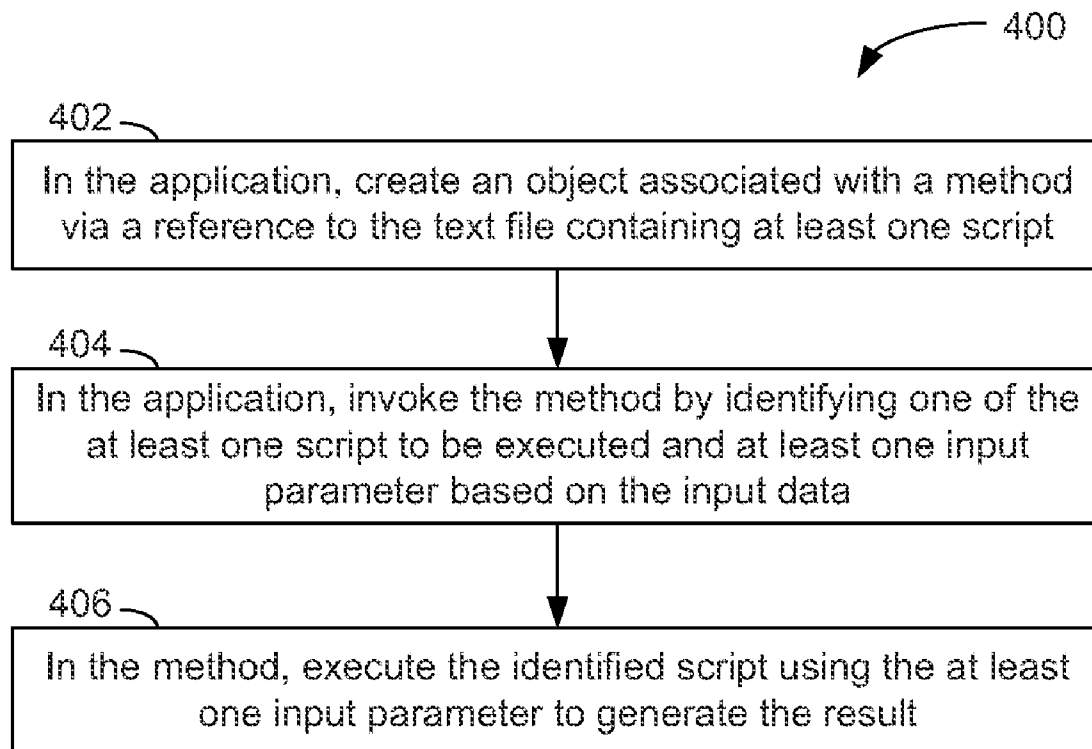 400
402
In the application, create an object associated with a method
via a reference to the text file containing at least one script
404
In the application, invoke the method by identifying one of the
at least one script to be executed and at least one input
parameter based on the input data
406
In the method, execute the identified script using the at least
one input parameter to generate the result